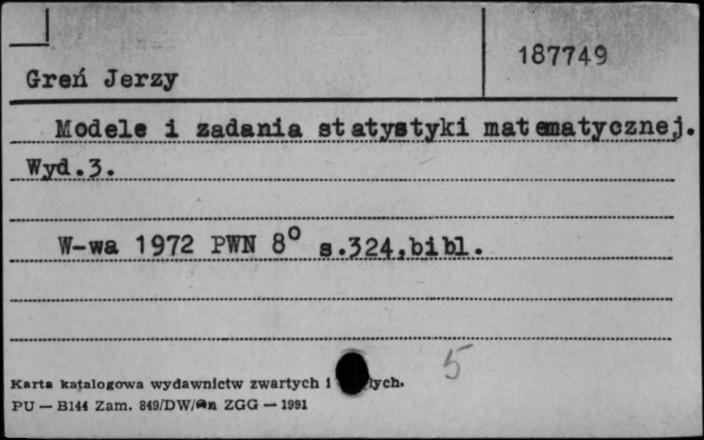 187749
Greń Jerzy
Modele i zadania statystyki matematycznej.
Wyd.3.
W-wa 1972 PWN 8° s.324,bibl.
5
Karta katalogowa wydawnictw zwartych i
PU — B144 Zam. 849/DW/ ZGG — 1991